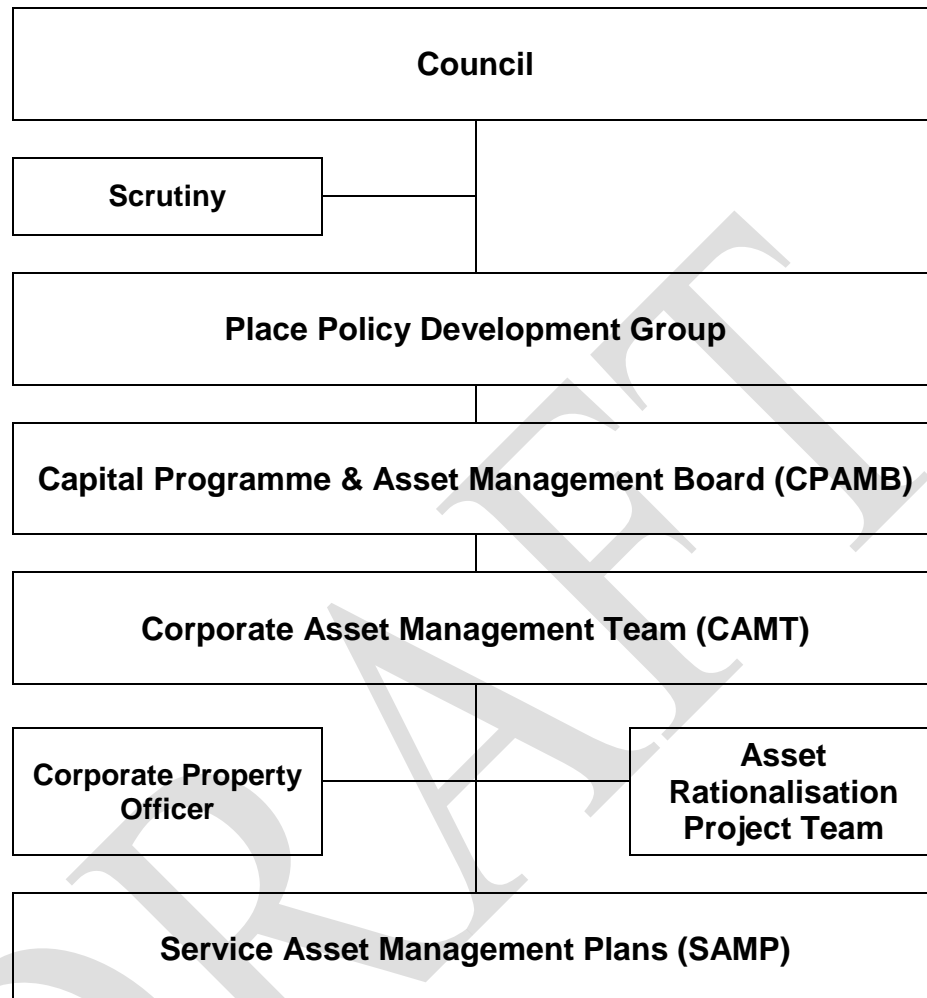 Council
Scrutiny
Place Policy Development Group
Capital Programme & Asset Management Board (CPAMB)
Corporate Asset Management Team (CAMT)
Corporate Property
Officer
Asset
Rationalisation
Project Team
Service Asset Management Plans (SAMP)
DRAFT